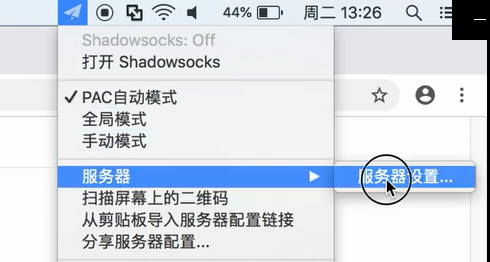 44% 周二 13:26
Shadowsocks: Off
打开 Shadowsocks
PAC自动模式
全局模式
手动模式
服务器
服务器设置...
扫描屏幕上的二维码
从剪贴板导入服务器配置链接
分享服务器配置...